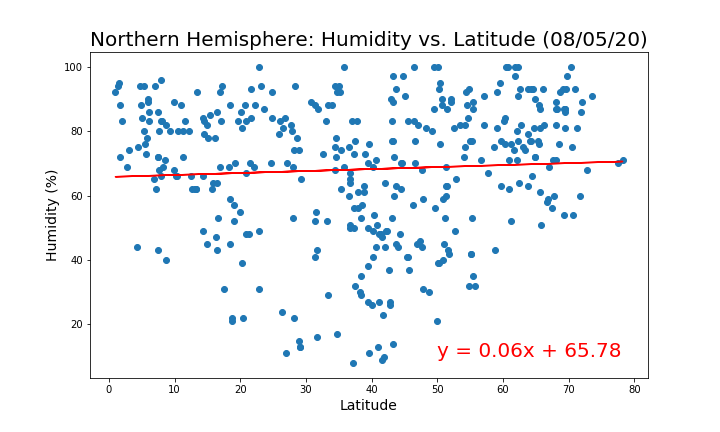 Northern Hemisphere: Humidity vs. Latitude (08/05/20)
100
80
60
40
20
Humidity (%)
y = 0.06x + 65.78
0 10 20 30 40 50 60 70 80
Latitude